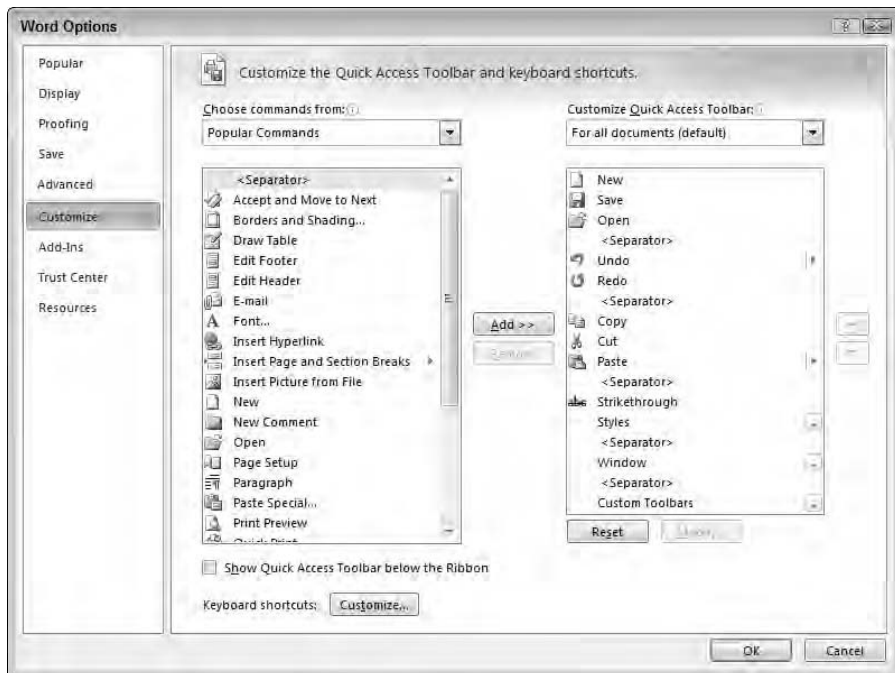 Word Options
Popular
Display
Proofing
Save
Advanced
Customize
Add-Ins
Trust Center
Resources
Customize the Quick Access Toolbar and keyboard shortcuts.
Choose commands from:
Popular Commands
<Separator>
Accept and Move to Next
Borders and Shading...
Draw Table
Edit Footer
Edit Header
E-mail
Font...
Insert Hyperlink
Insert Page and Section Breaks
Insert Picture from File
New
New Comment
Open
Page Setup
Paragraph
Paste Special...
Print Preview
Quick Print
Add >>
Remove
Customize Quick Access Toolbar:
For all documents (default)
New
Save
Open
<Separator>
Undo
Redo
<Separator>
Copy
Cut
Paste
<Separator>
abc Strikethrough
Styles
<Separator>
Window
<Separator>
Custom Toolbars
Reset
Show Quick Access Toolbar below the Ribbon
Keyboard shortcuts: Customize...
OK
Cancel